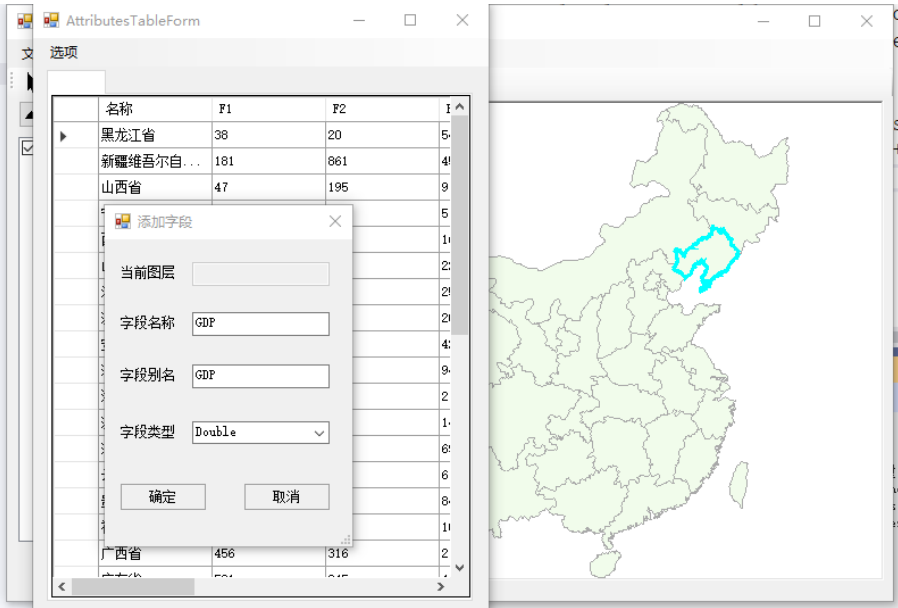 AttributesTableForm
文
选项
名称 F1 F2
黑龙江省 38 20
新疆维吾尔自... 181 861
山西省 47 195 9
添加字段
当前图层
字段名称 GDP
字段别名 GDP
字段类型 Double
确定 取消
广西省 456 316 2